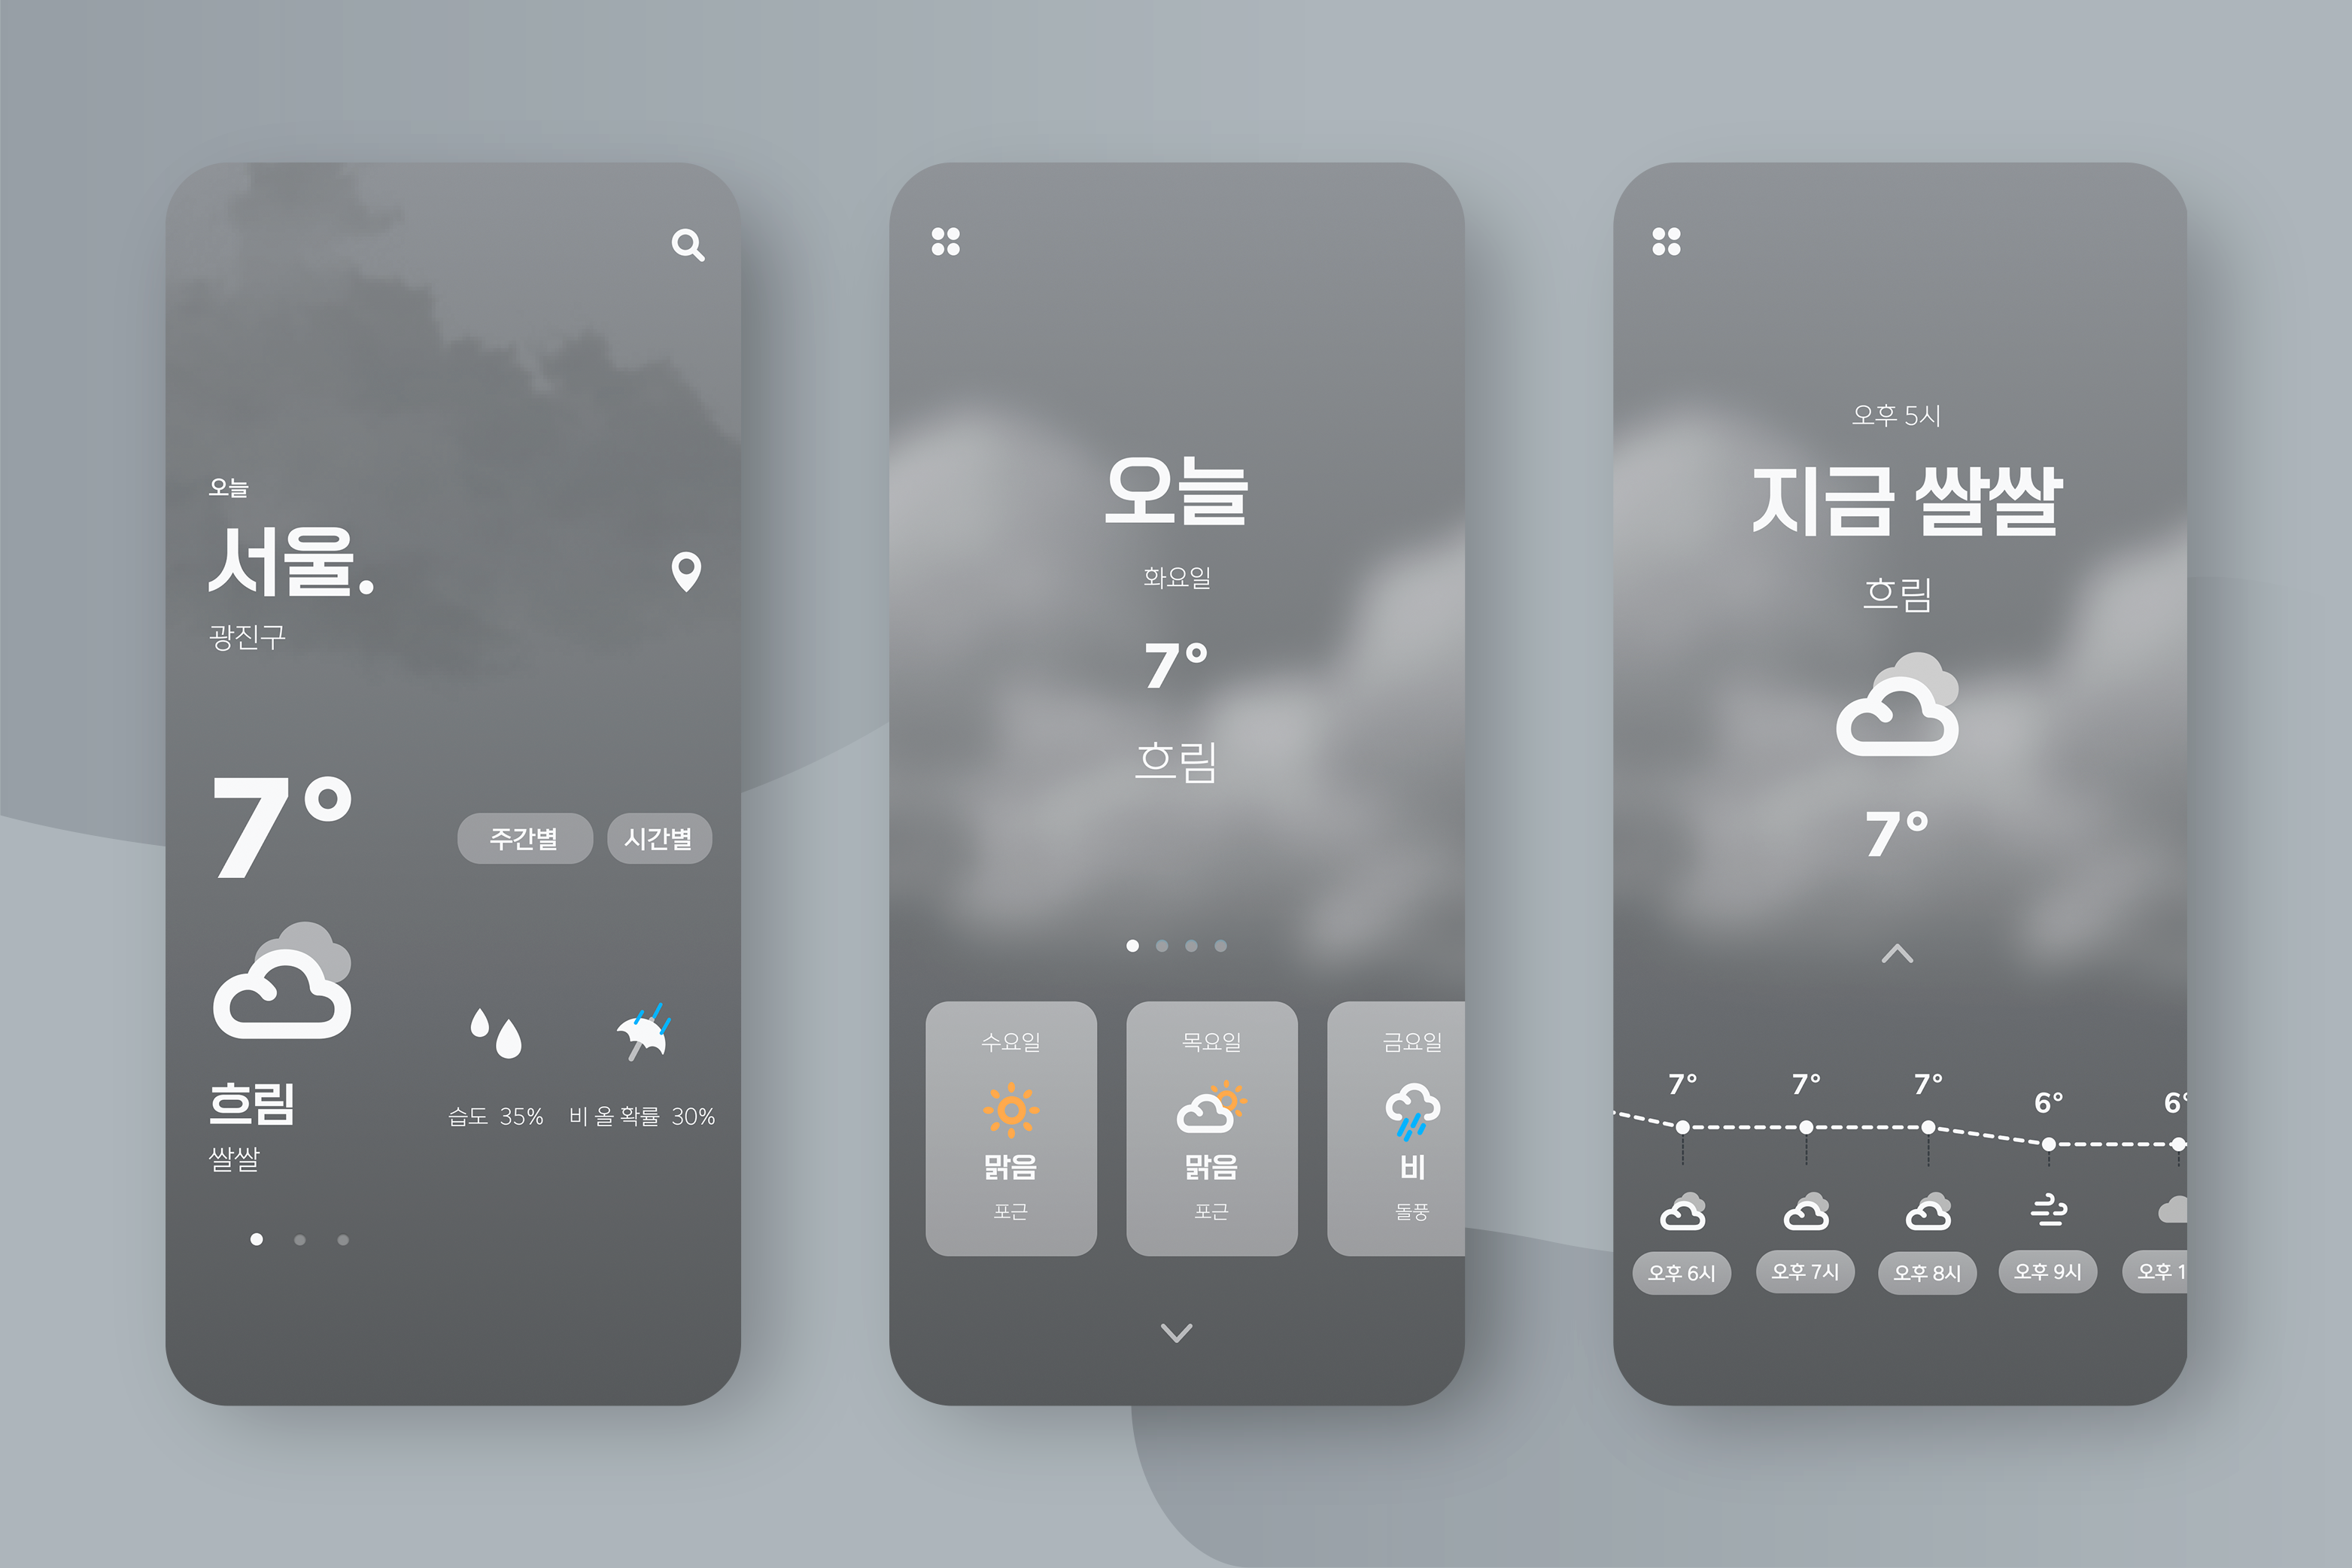 오늘
서울.
광진구
7°
주간별 시간별
흐림
쌀쌀
습도 35% 비 올 확률 30%
오늘
화요일
7°
흐림
수요일 목요일 금요일
맑음 맑음 비
포근 포근 돌풍
오후 5시
지금 쌀쌀
흐림
7°
7° 7° 7° 6° 6°
오후 6시 오후 7시 오후 8시 오후 9시 오후 1